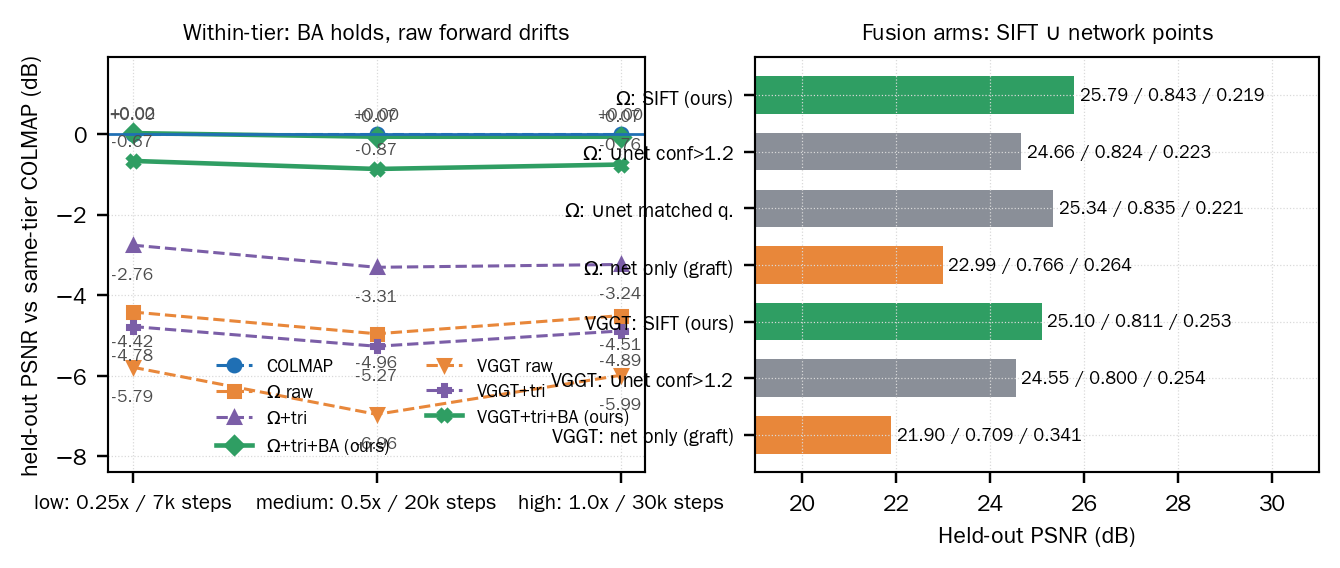 Within-tier: BA holds, raw forward drifts
held-out PSNR vs same-tier COLMAP (dB)
0
−2
−4
−6
−8
+0.02
-0.67
-0.87
-0.76
-2.76
-3.31
-3.24
-4.42
-4.78
-4.96
-5.27
-4.51
-4.89
-5.79
-6.96
-5.99
COLMAP
Ω raw
Ω+tri
Ω+tri+BA (ours)
VGGT raw
VGGT+tri
VGGT+tri+BA (ours)
low: 0.25x / 7k steps
medium: 0.5x / 20k steps
high: 1.0x / 30k steps
Fusion arms: SIFT ∪ network points
Ω: SIFT (ours)
25.79 / 0.843 / 0.219
Ω: ∪net conf>1.2
24.66 / 0.824 / 0.223
Ω: ∪net matched q.
25.34 / 0.835 / 0.221
Ω: net only (graft)
22.99 / 0.766 / 0.264
VGGT: SIFT (ours)
25.10 / 0.811 / 0.253
VGGT: ∪net conf>1.2
24.55 / 0.800 / 0.254
VGGT: net only (graft)
21.90 / 0.709 / 0.341
20
22
24
26
28
30
Held-out PSNR (dB)